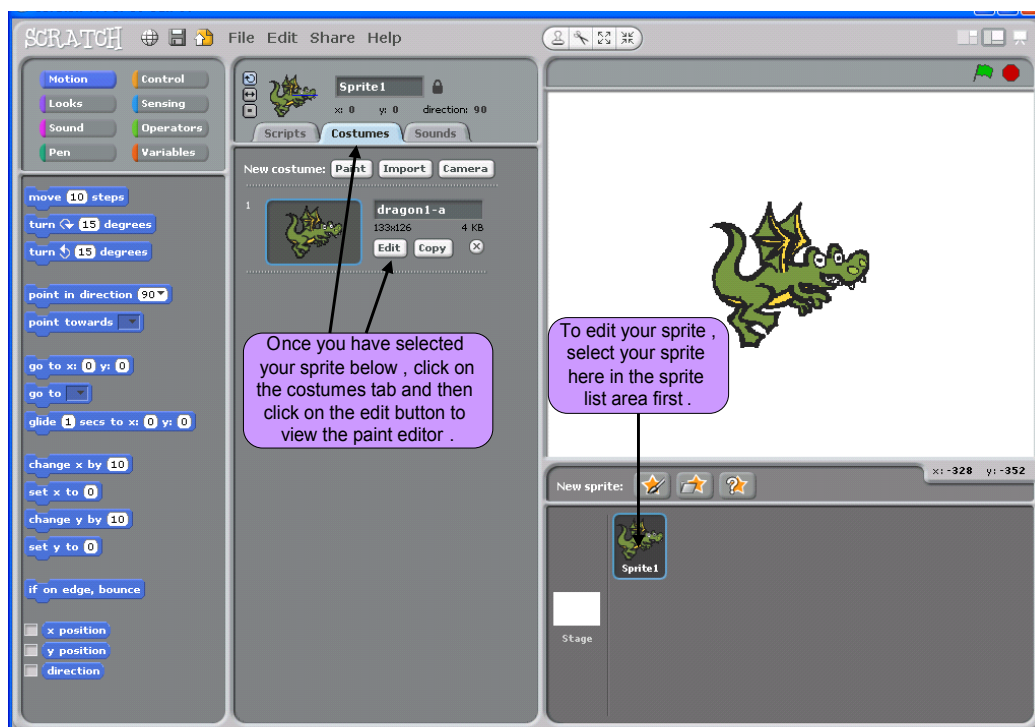 SCRATCH File Edit Share Help
Motion Control
Looks Sensing
Sound Operators
Pen Variables
move 10 steps
turn 15 degrees
turn 15 degrees
point in direction 90
point towards
go to x: 0 y: 0
go to
glide 1 secs to x: 0 y: 0
change x by 10
set x to 0
change y by 10
set y to 0
if on edge, bounce
x position
y position
direction
Sprite1
x: 0 y: 0 direction: 90
Scripts Costumes Sounds
New costume: Paint Import Camera
1
dragon1-a
133x126 4 KB
Edit Copy
Once you have selected
your sprite below , click on
the costumes tab and then
click on the edit button to
view the paint editor .
To edit your sprite ,
select your sprite
here in the sprite
list area first .
x: -328 y: -352
New sprite:
Sprite1
Stage